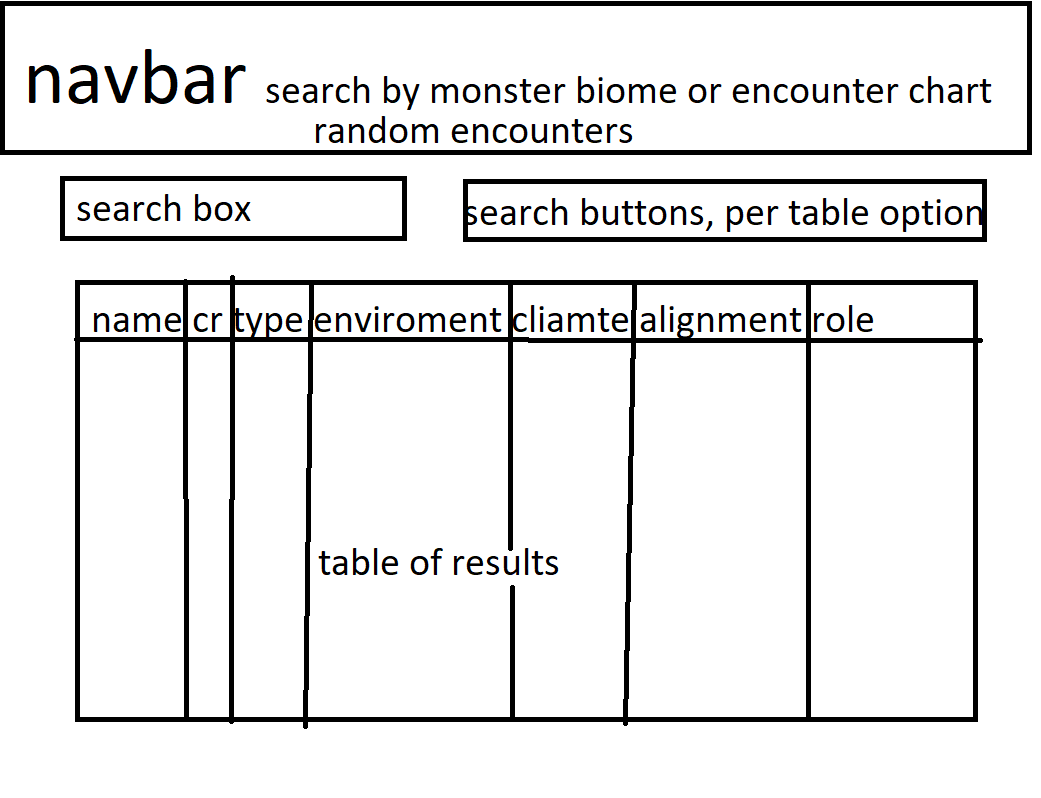 navbar search by monster biome or encounter chart
random encounters
search box
search buttons, per table option
name cr type enviroment cliamte alignment role
table of results